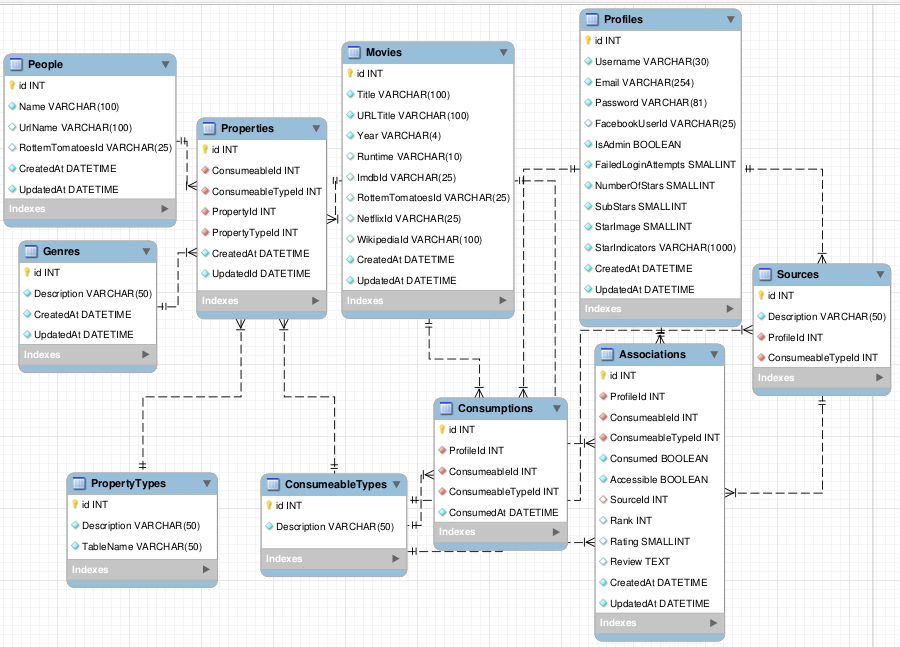 People
id INT
Name VARCHAR(100)
UrlName VARCHAR(100)
RottemTomatoesId VARCHAR(25)
CreatedAt DATETIME
UpdatedAt DATETIME
Indexes
Genres
id INT
Description VARCHAR(50)
CreatedAt DATETIME
UpdatedAt DATETIME
Indexes
Properties
id INT
ConsumeableId INT
ConsumeableTypeId INT
PropertyId INT
PropertyTypeId INT
CreatedAt DATETIME
UpdatedId DATETIME
Indexes
Movies
id INT
Title VARCHAR(100)
URLTitle VARCHAR(100)
Year VARCHAR(4)
Runtime VARCHAR(10)
ImdbId VARCHAR(25)
RottemTomatoesId VARCHAR(25)
NetflixId VARCHAR(25)
WikipediaId VARCHAR(100)
CreatedAt DATETIME
UpdatedAt DATETIME
Indexes
Profiles
id INT
Username VARCHAR(30)
Email VARCHAR(254)
Password VARCHAR(81)
FacebookUserId VARCHAR(25)
IsAdmin BOOLEAN
FailedLoginAttempts SMALLINT
NumberOfStars SMALLINT
SubStars SMALLINT
StarImage SMALLINT
StarIndicators VARCHAR(1000)
CreatedAt DATETIME
UpdatedAt DATETIME
Indexes
Sources
id INT
Description VARCHAR(50)
ProfileId INT
ConsumeableTypeId INT
Indexes
Associations
id INT
ProfileId INT
ConsumeableId INT
ConsumeableTypeId INT
Consumed BOOLEAN
Accessible BOOLEAN
SourceId INT
Rank INT
Rating SMALLINT
Review TEXT
CreatedAt DATETIME
UpdatedAt DATETIME
Indexes
Consumptions
id INT
ProfileId INT
ConsumeableId INT
ConsumeableTypeId INT
ConsumedAt DATETIME
Indexes
PropertyTypes
id INT
Description VARCHAR(50)
TableName VARCHAR(50)
Indexes
ConsumeableTypes
id INT
Description VARCHAR(50)
Indexes